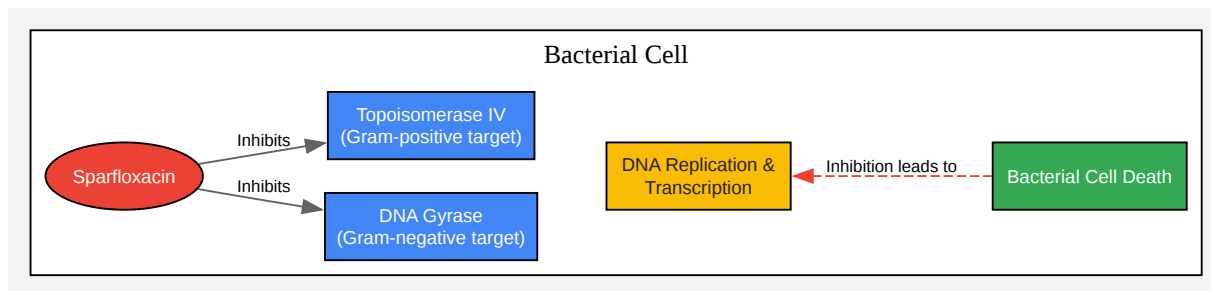 Bacterial Cell
Sparfloxacin
Inhibits
Inhibits
Topoisomerase IV
(Gram-positive target)
DNA Gyrase
(Gram-negative target)
DNA Replication &
Transcription
Inhibition leads to
Bacterial Cell Death